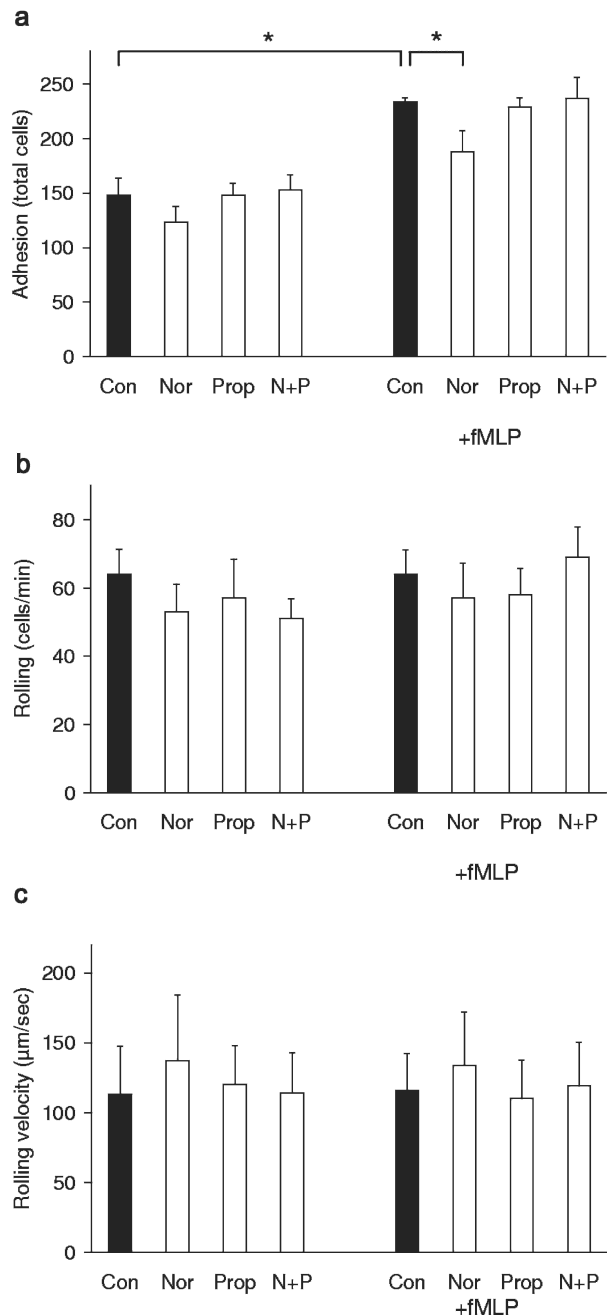 a
* *
250
200
150
100
50
0
Adhesion (total cells)
Con Nor Prop N+P Con Nor Prop N+P
+fMLP
b
80
60
40
20
0
Rolling (cells/min)
Con Nor Prop N+P Con Nor Prop N+P
+fMLP
c
200
150
100
50
0
Rolling velocity (µm/sec)
Con Nor Prop N+P Con Nor Prop N+P
+fMLP